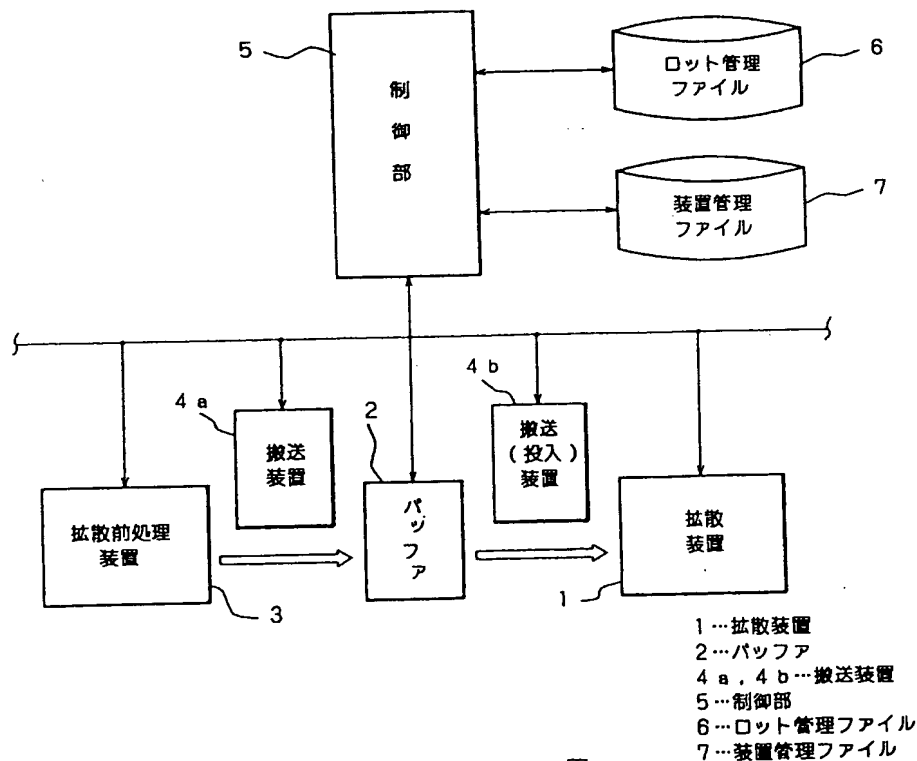 5
制
御
部
ロット管理
ファイル
6
装置管理
ファイル
7
4a
搬送
装置
2
バッファ
4b
搬送
(投入)
装置
拡散前処理
装置
3
拡散
装置
1
1…拡散装置
2…バッファ
4a,4b…搬送装置
5…制御部
6…ロット管理ファイル
7…装置管理ファイル